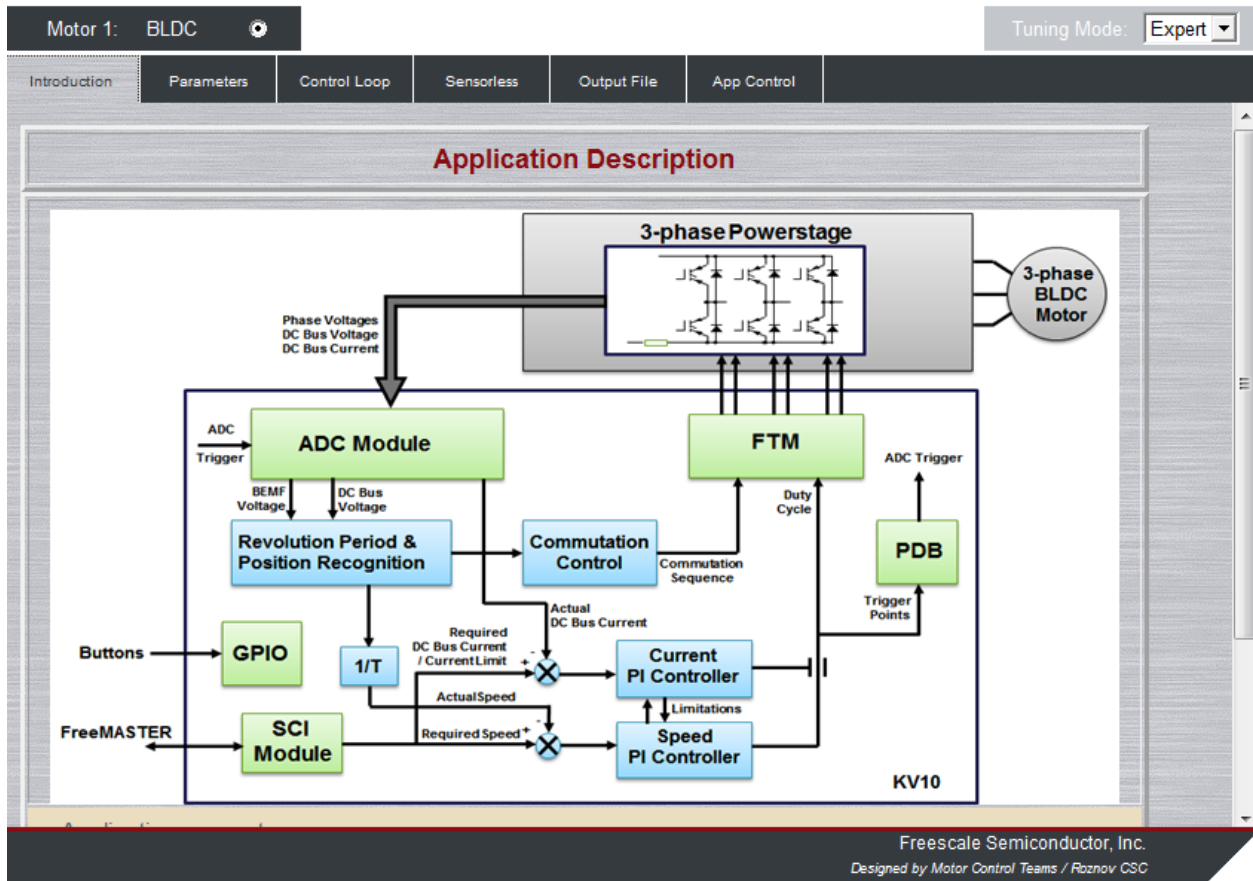 Motor 1: BLDC
Tuning Mode: Expert
Introduction Parameters Control Loop Sensorless Output File App Control
Application Description
3-phase Powerstage
3-phase
BLDC
Motor
Phase Voltages
DC Bus Voltage
DC Bus Current
ADC
Trigger
ADC Module
FTM
ADC Trigger
BEMF
Voltage
DC Bus
Voltage
Duty
Cycle
Revolution Period &
Position Recognition
Commutation
Control
Commutation
Sequence
PDB
Trigger
Points
Actual
DC Bus Current
Required
DC Bus Current
/ Current Limit
+
-
Buttons
GPIO
1/T
Current
PI Controller
Actual Speed
Limitations
-
FreeMASTER
SCI
Module
Required Speed
+
Speed
PI Controller
KV10
Freescale Semiconductor, Inc.
Designed by Motor Control Teams / Roznov CSC